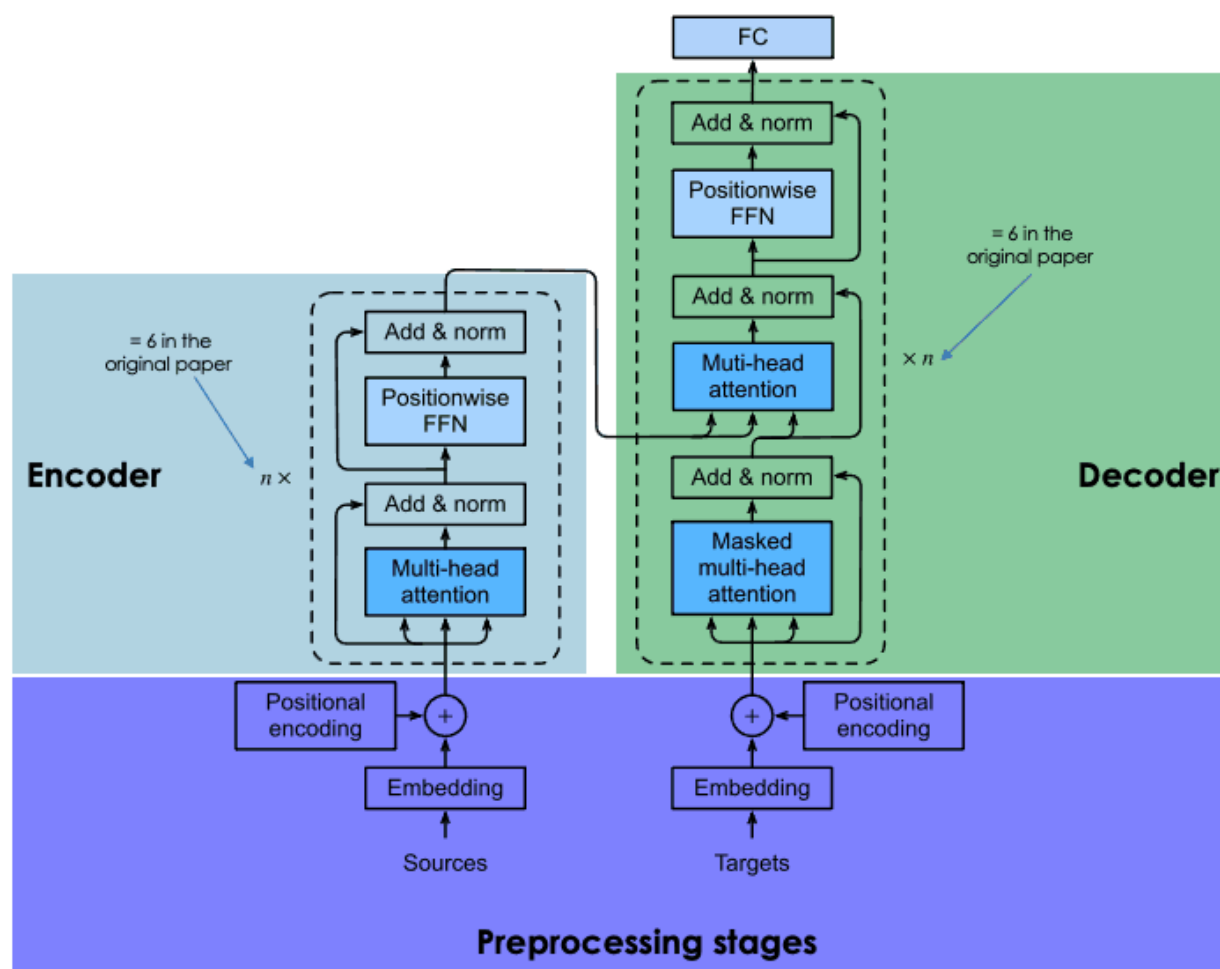 FC
Add & norm
Positionwise
FFN
= 6 in the
original paper
Add & norm
Muti-head
attention
× n
Add & norm
Masked
multi-head
attention
Decoder
= 6 in the
original paper
Add & norm
Positionwise
FFN
Encoder
n ×
Add & norm
Multi-head
attention
Positional
encoding
+
Embedding
Sources
+
Positional
encoding
Embedding
Targets
Preprocessing stages